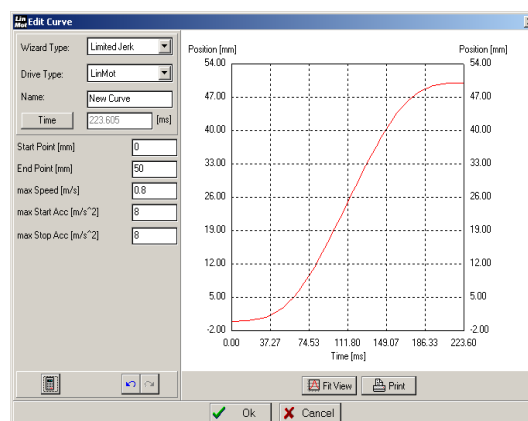 Lin Mot Edit Curve
Wizard Type: Limited Jerk
Drive Type: LinMot
Name: New Curve
Time 223.605 [ms]
Start Point [mm] 0
End Point [mm] 50
max Speed [m/s] 0.8
max Start Acc [m/s^2] 8
max Stop Acc [m/s^2] 8
Position [mm] Position [mm]
54.00 54.00
47.00 47.00
40.00 40.00
33.00 33.00
26.00 26.00
19.00 19.00
12.00 12.00
5.00 5.00
-2.00 -2.00
0.00 37.27 74.53 111.80 149.07 186.33 223.60
Time [ms]
Fit View Print
Ok Cancel